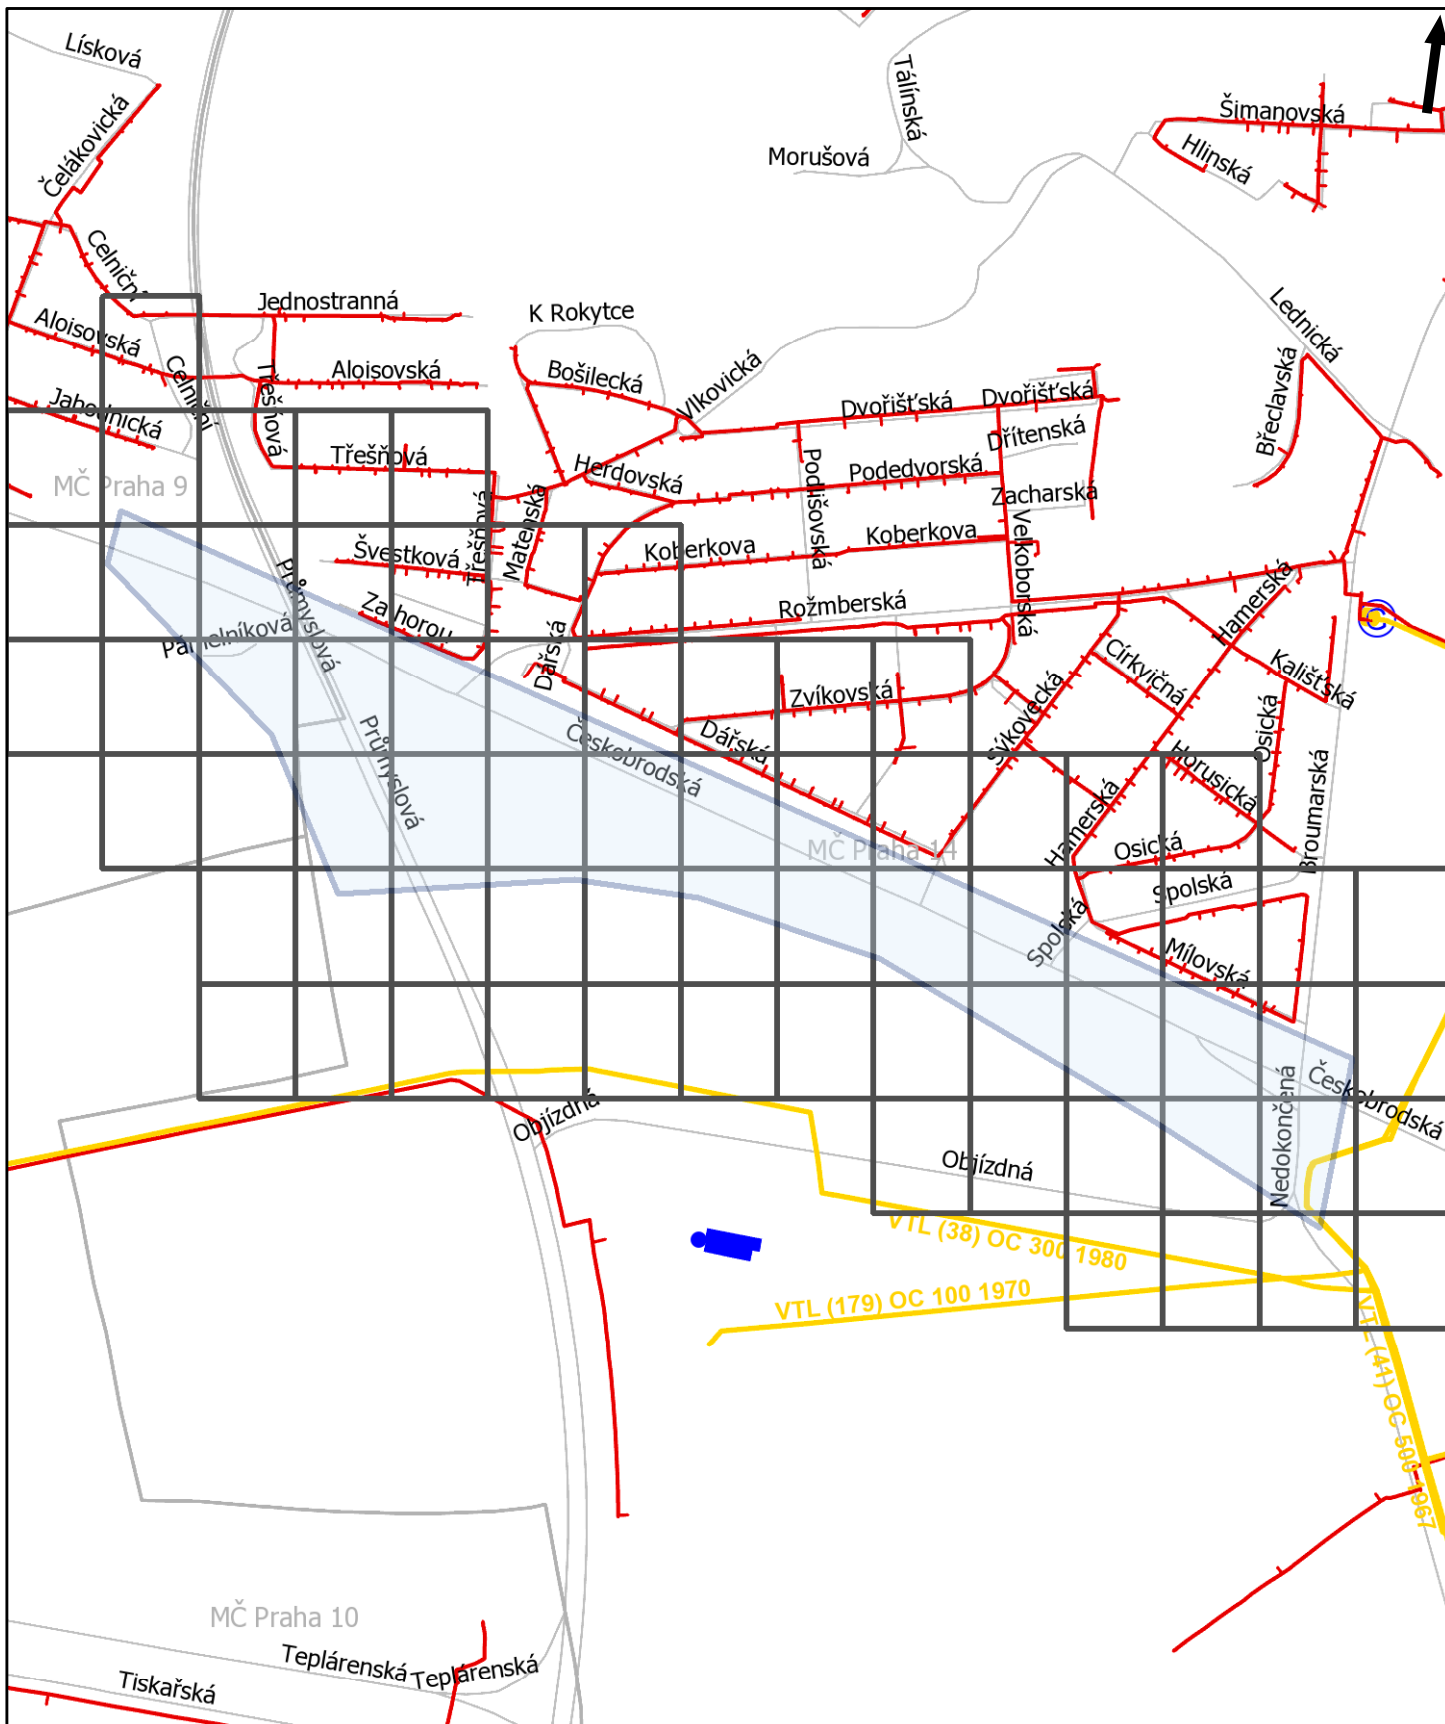 Lísková
Čelákovická
Tálínská
Morušová
Šimanovská
Hlinská
Celniční
Jednostranná
K Rokytce
Lednická
Aloisovská
Celniční
Třešňová
Aloisovská
Bošilecká
Vlkovická
Dvořišťská
Dvořišťská
Břeclavská
Jahodnická
Třešňová
Herdovská
Podlišovská
Podedvorská
Dřítenská
Zacharská
MČ Praha 9
Třešňová
Matenská
Koberkova
Koberkova
Velkoborská
Švestková
Průmyslová
Za horou
Pámelníková
Rožmberská
Hamerská
C
Dářská
Církvičná
Kališťská
Zvíkovská
Sýkovecká
Osická
Průmyslová
Českobrodská
Dářská
Horusická
Broumarská
Hamerská
MČ Praha 14
Osická
Spolská
Spolská
Mílovská
Nedokončená
Českobrodská
Objízdná
Objízdná
VTL (38) OC 300 1980
VTL (179) OC 100 1970
VTL (41) OC 500 1967
MČ Praha 10
Teplárenská
Teplárenská
Tiskařská